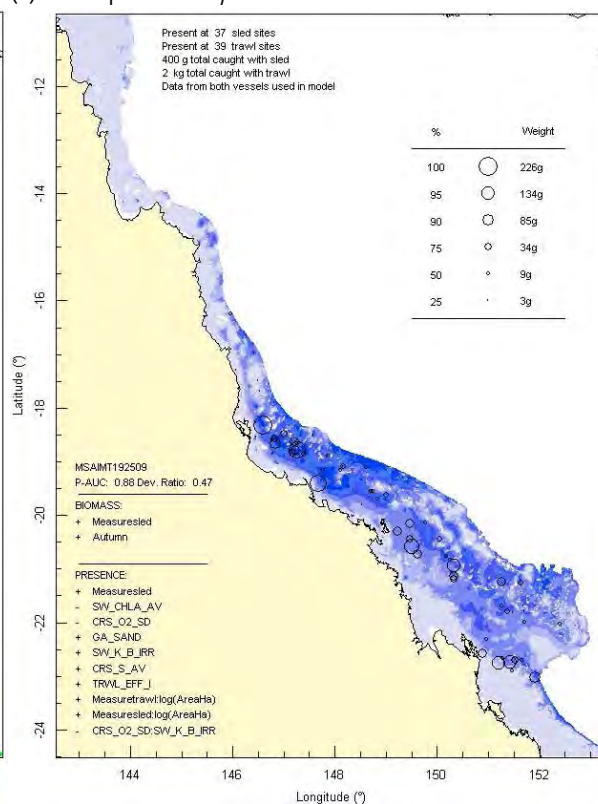 Present at 37 sled sites
Present at 39 trawl sites
400 g total caught with sled
2 kg total caught with trawl
Data from both vessels used in model
% Weight
100 226g
95 134g
90 85g
75 34g
50 9g
25 3g
MSAIMT192509
P-AUC: 0.88 Dev. Ratio: 0.47
BIOMASS:
+ Measuresled
+ Autumn
PRESENCE:
+ Measuresled
- SW_CHLA_AV
- CRS_O2_SD
+ GA_SAND
+ SW_K_B_IRR
+ CRS_S_AV
+ TRWL_EFF_I
+ Measuretrawl:log(AreaHa)
+ Measuresled:log(AreaHa)
- CRS_O2_SD:SW_K_B_IRR
Latitude (°)
-12
-14
-16
-18
-20
-22
-24
144 146 148 150 152
Longitude (°)